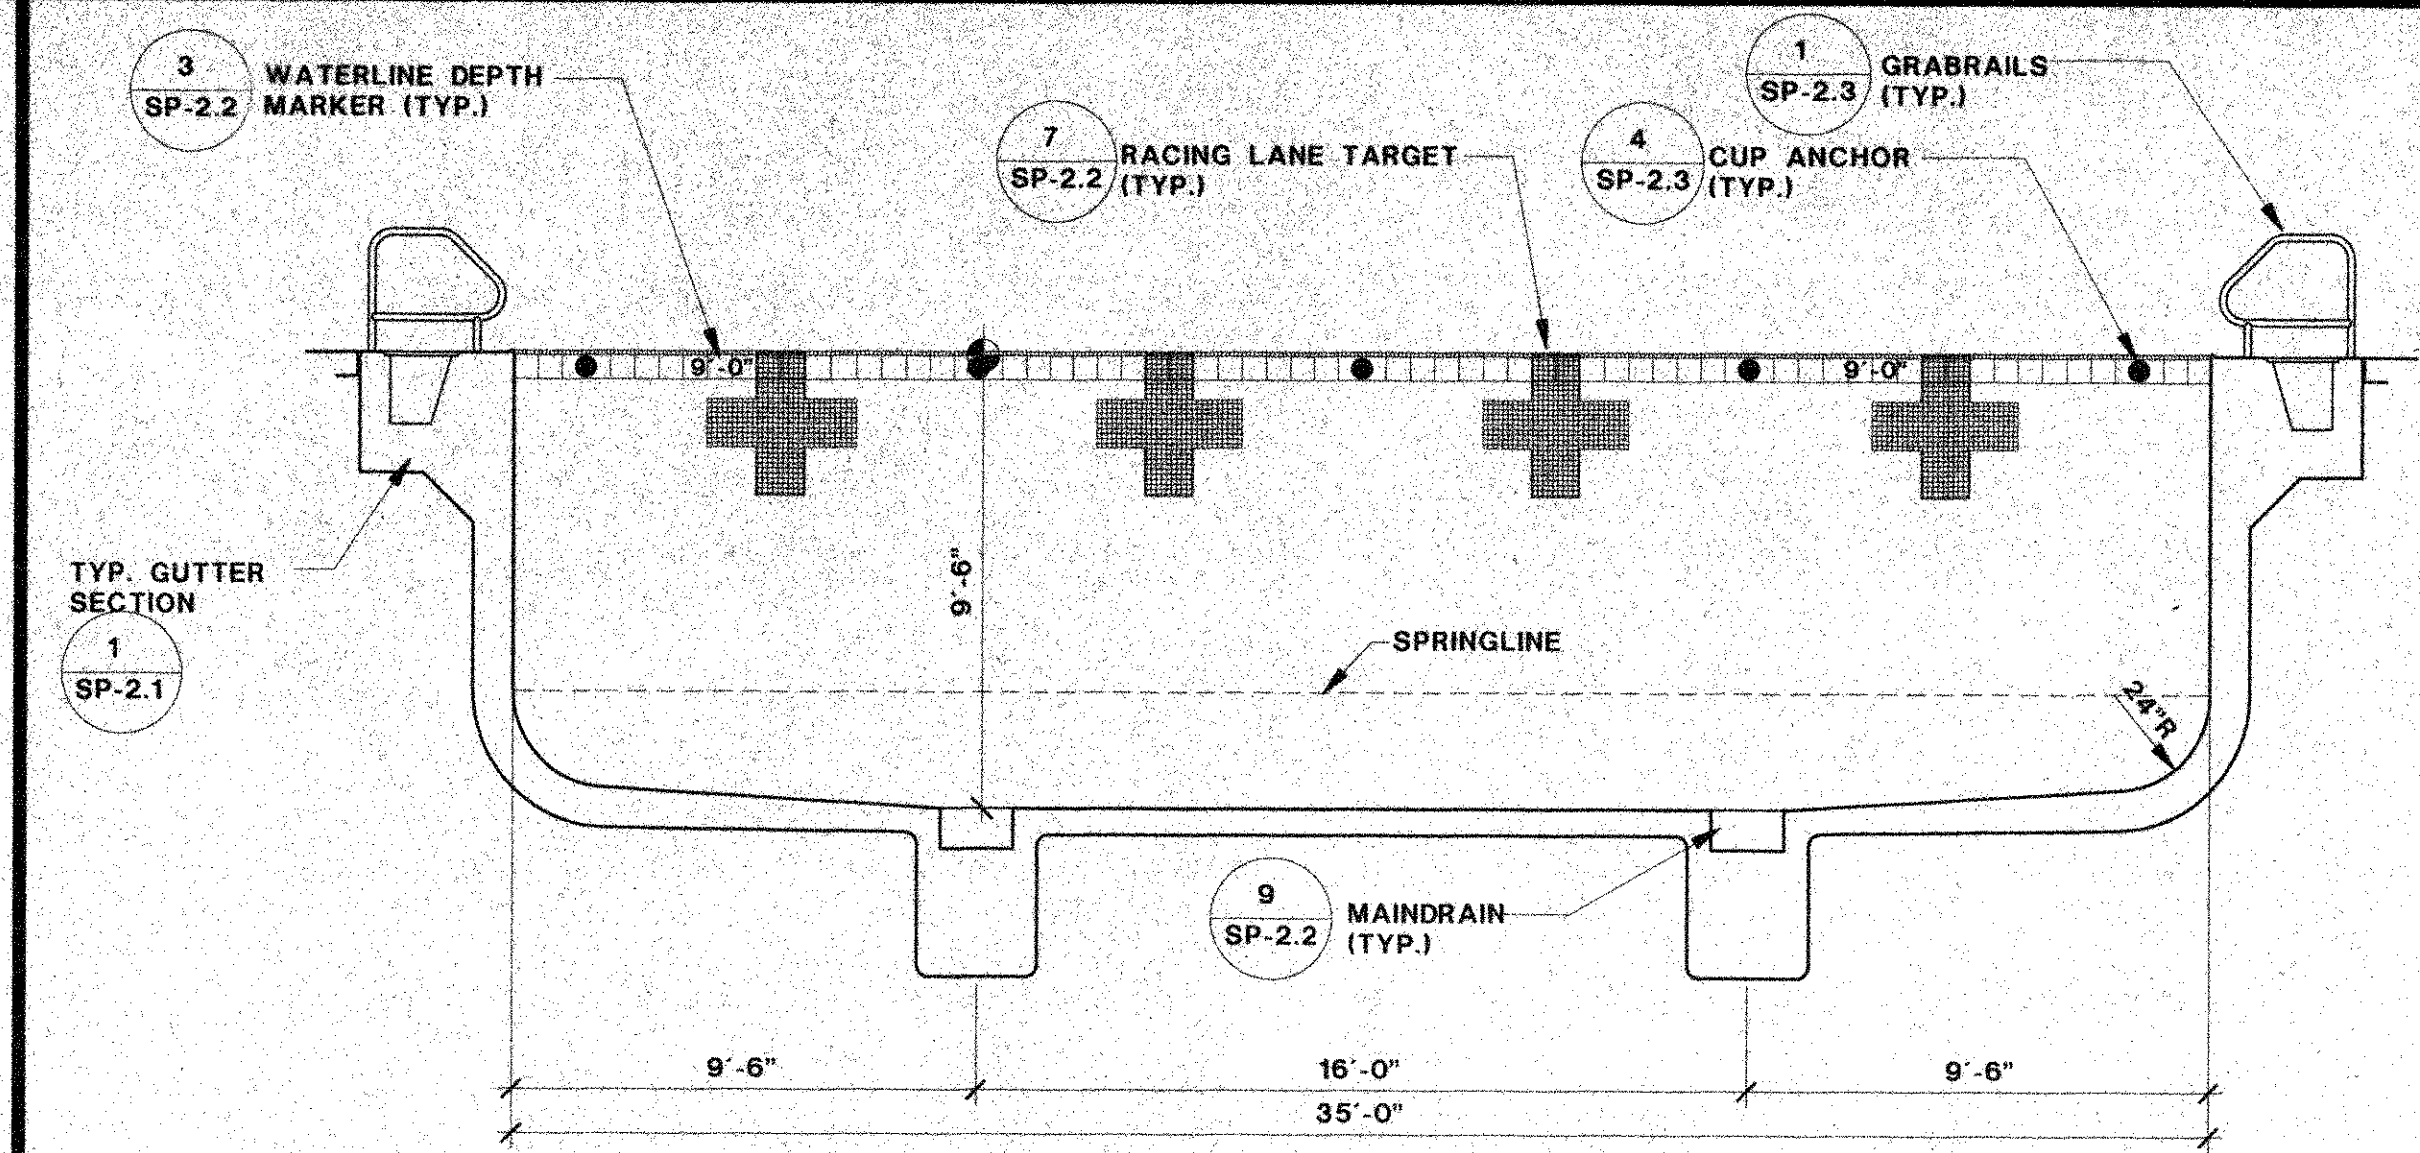 3
SP-2.2
WATERLINE DEPTH
MARKER (TYP.)
1
SP-2.3
GRABRAILS
(TYP.)
7
SP-2.2
RACING LANE TARGET
(TYP.)
4
SP-2.3
CUP ANCHOR
(TYP.)
9'-0"
9'-0"
TYP. GUTTER
SECTION
1
SP-2.1
9'-6"
SPRINGLINE
24"R
9
SP-2.2
MAINDRAIN
(TYP.)
9'-6"
16'-0"
9'-6"
35'-0"